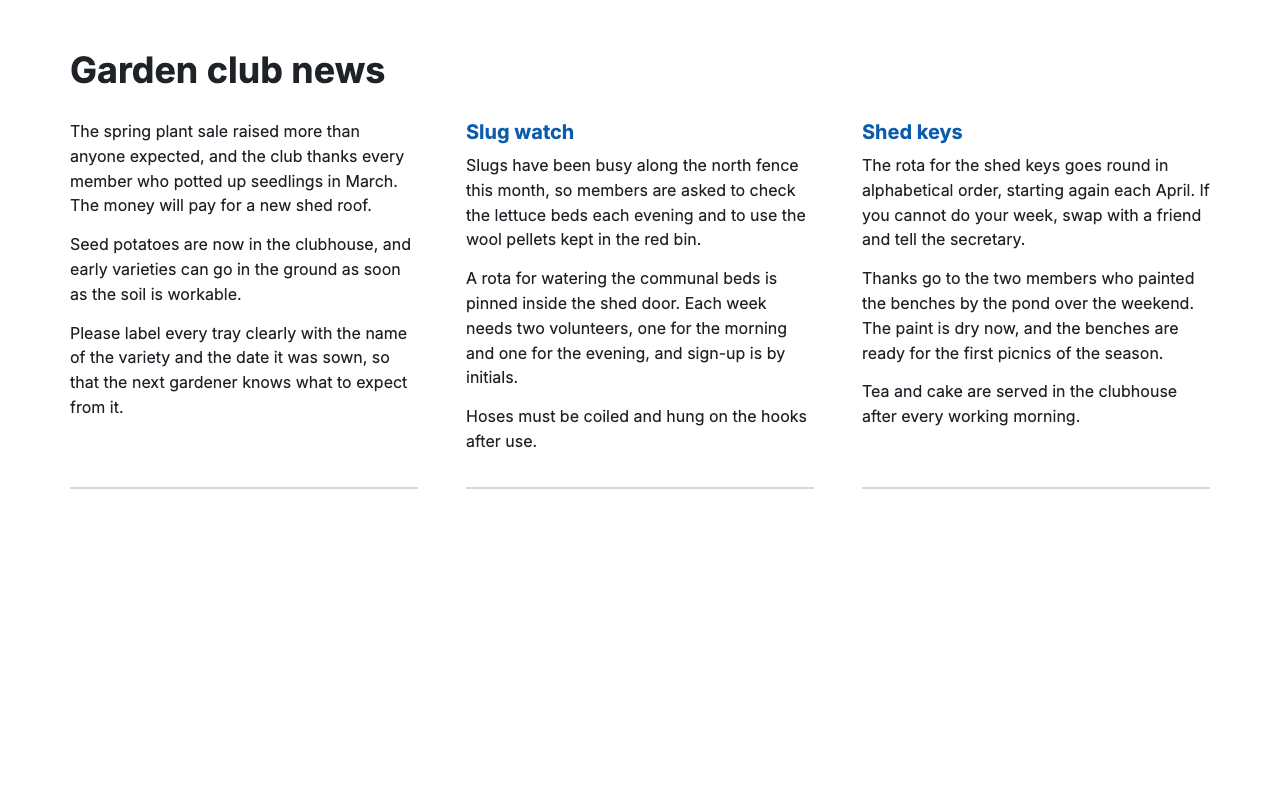 Garden club news
The spring plant sale raised more than
anyone expected, and the club thanks every
member who potted up seedlings in March.
The money will pay for a new shed roof.
Seed potatoes are now in the clubhouse, and
early varieties can go in the ground as soon
as the soil is workable.
Please label every tray clearly with the name
of the variety and the date it was sown, so
that the next gardener knows what to expect
from it.
Slug watch
Slugs have been busy along the north fence
this month, so members are asked to check
the lettuce beds each evening and to use the
wool pellets kept in the red bin.
A rota for watering the communal beds is
pinned inside the shed door. Each week
needs two volunteers, one for the morning
and one for the evening, and sign-up is by
initials.
Hoses must be coiled and hung on the hooks
after use.
Shed keys
The rota for the shed keys goes round in
alphabetical order, starting again each April. If
you cannot do your week, swap with a friend
and tell the secretary.
Thanks go to the two members who painted
the benches by the pond over the weekend.
The paint is dry now, and the benches are
ready for the first picnics of the season.
Tea and cake are served in the clubhouse
after every working morning.